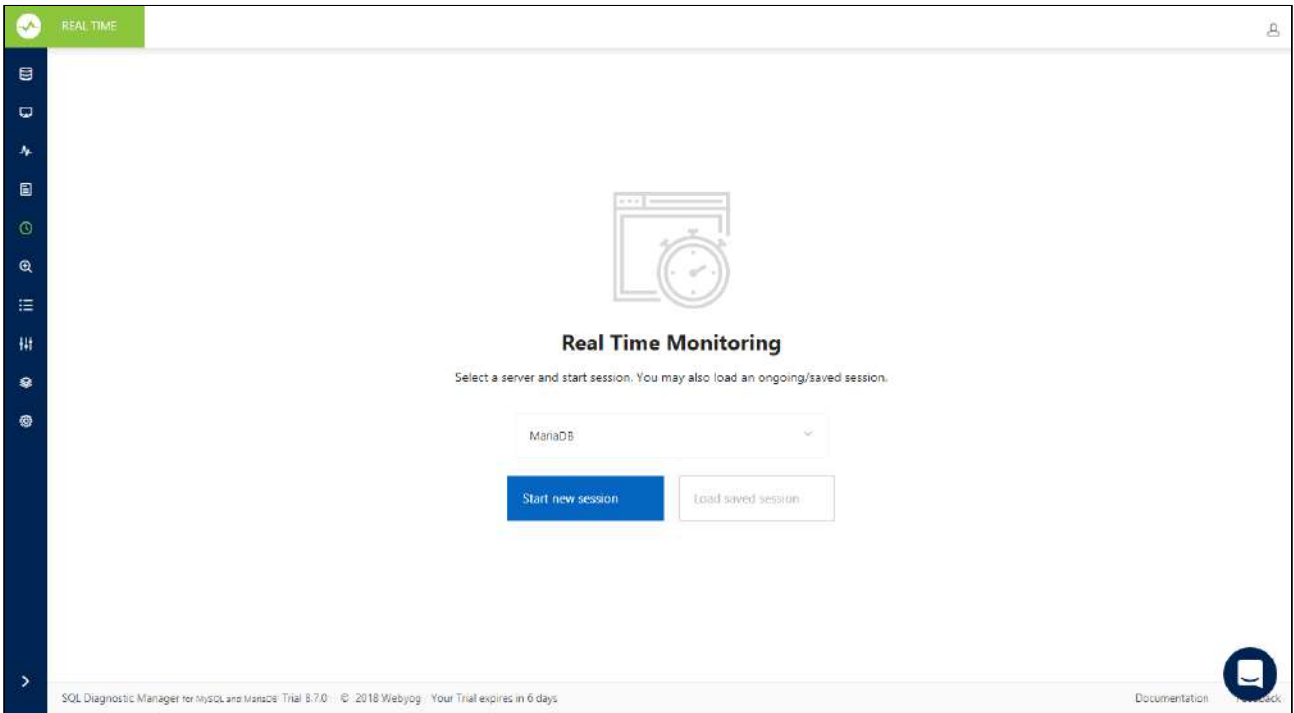 REAL TIME
Real Time Monitoring
Select a server and start session. You may also load an ongoing/saved session.
MariaDB
Start new session
Load saved session
SQL Diagnostic Manager for MySQL and MariaDB Trial 8.7.0 © 2018 Webyog Your Trial expires in 6 days
Documentation